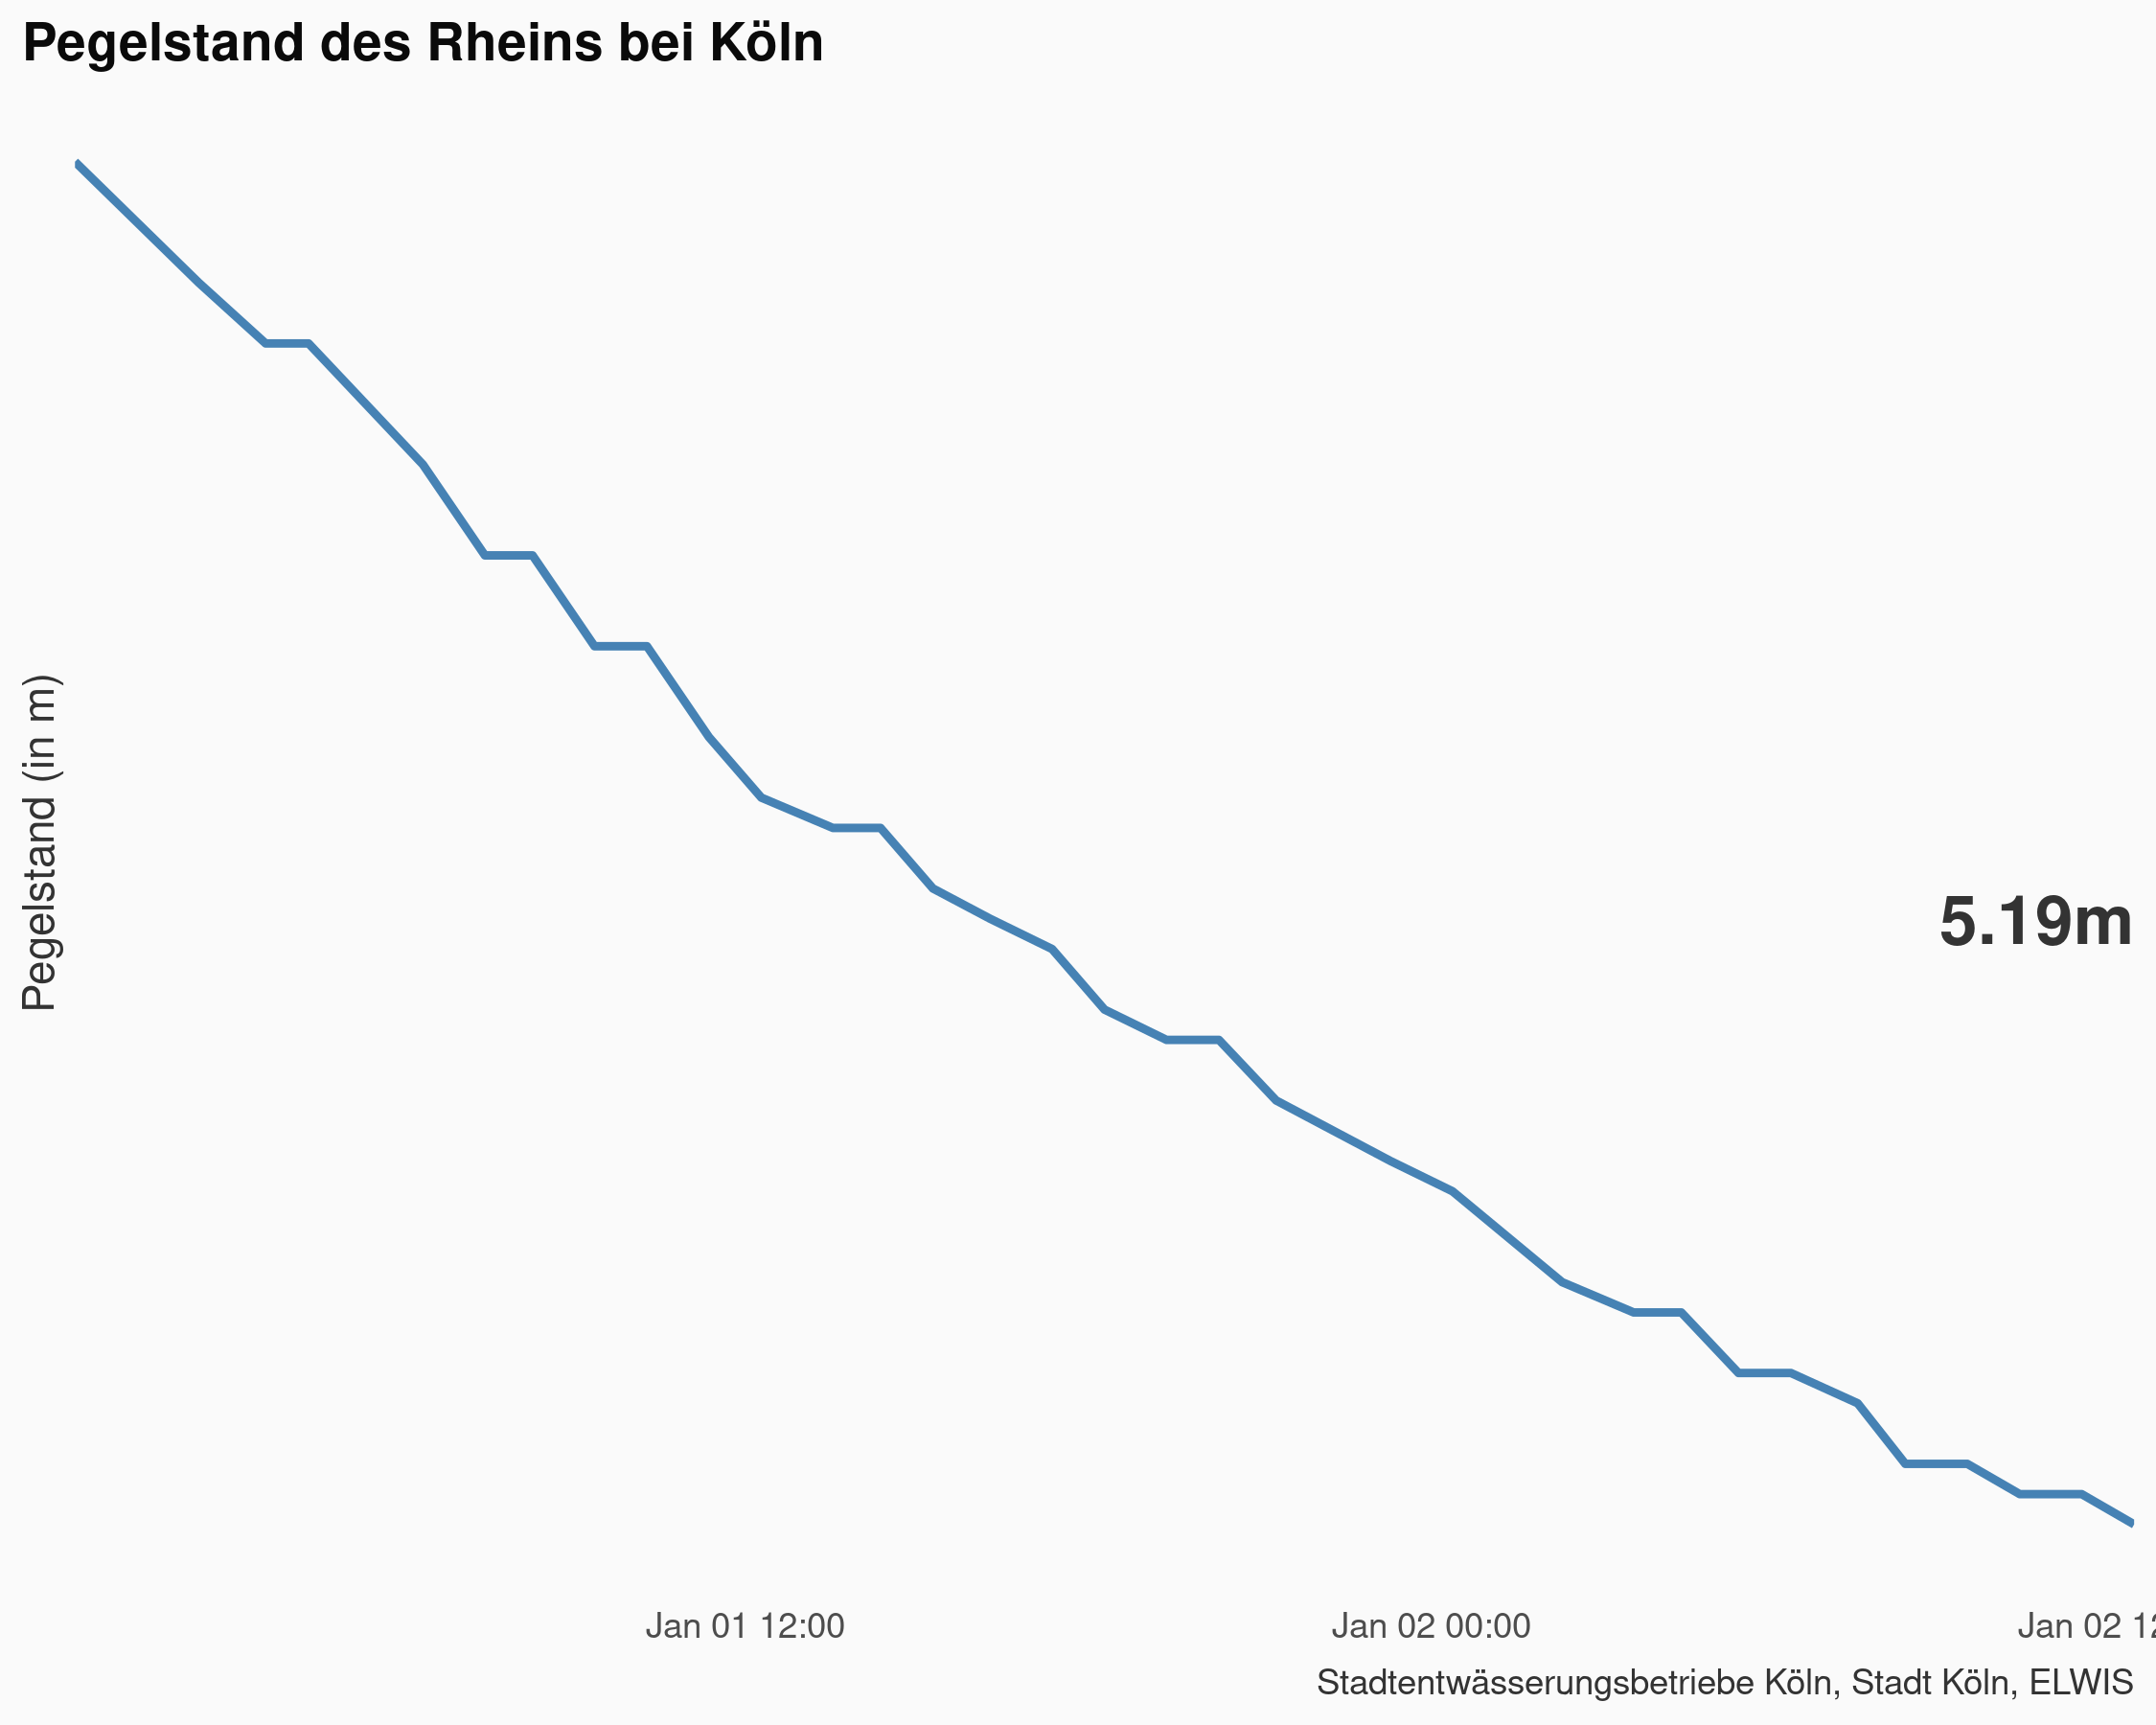 Pegelstand des Rheins bei Köln
Pegelstand (in m)
5.19m
Jan 01 12:00
Jan 02 00:00
Jan 02
Stadtentwässerungsbetriebe Köln, Stadt Köln, ELWIS